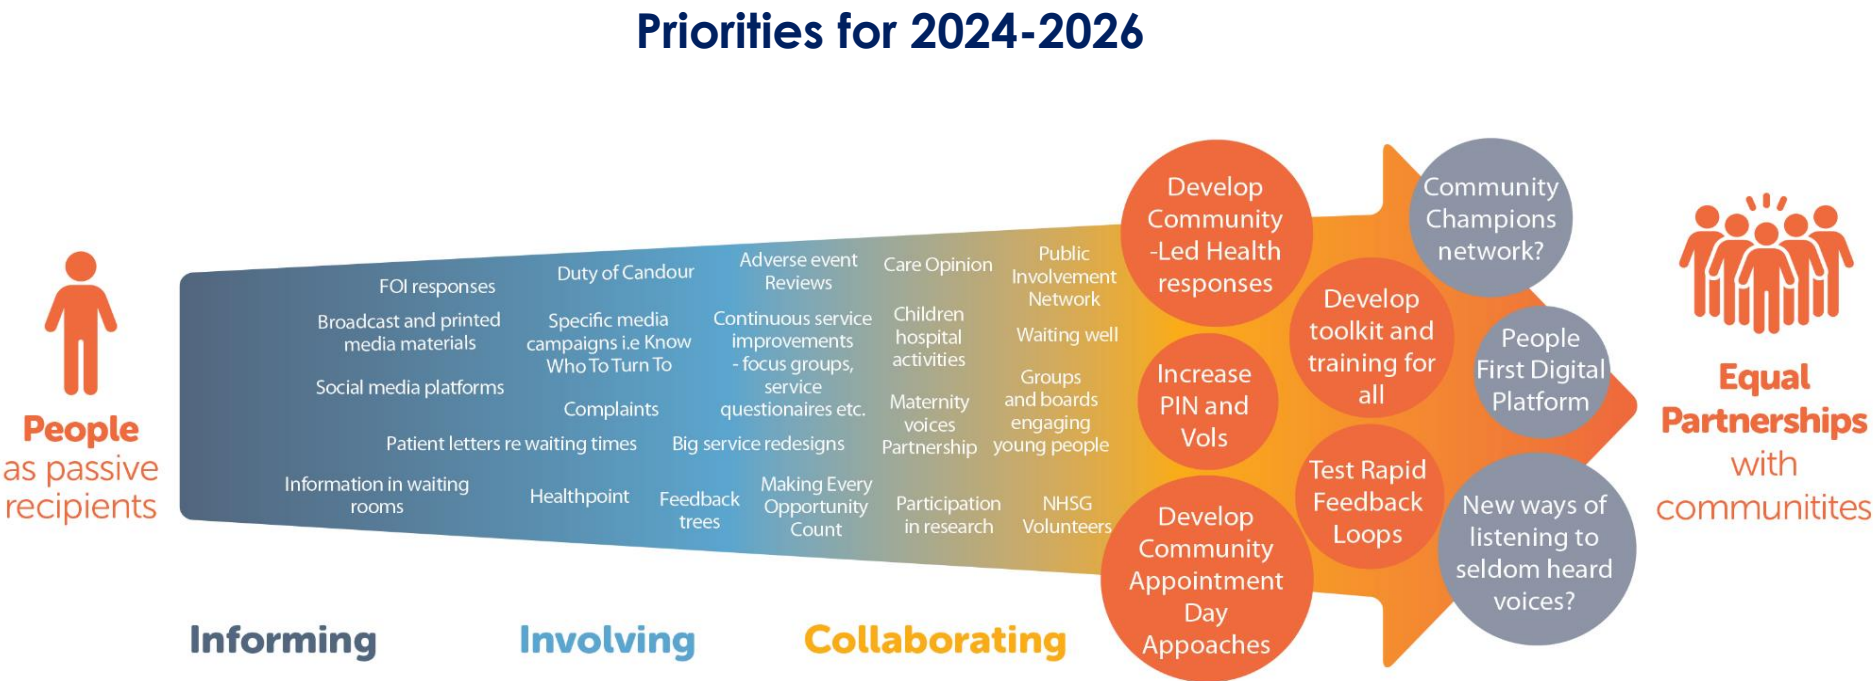 Priorities for 2024-2026
People
as passive
recipients
FOI responses
Broadcast and printed
media materials
Social media platforms
Patient letters re waiting times
Information in waiting
rooms
Duty of Candour
Specific media
campaigns i.e Know
Who To Turn To
Complaints
Healthpoint
Feedback
trees
Adverse event
Reviews
Continuous service
improvements
- focus groups,
service
questionaires etc.
Big service redesigns
Making Every
Opportunity
Count
Care Opinion
Children
hospital
activities
Maternity
voices
Partnership
Participation
in research
Public
Involvement
Network
Waiting well
Groups
and boards
engaging
young people
NHSG
Volunteers
Develop
Community
-Led Health
responses
Increase
PIN and
Vols
Develop
Community
Appointment
Day
Appoaches
Develop
toolkit and
training for
all
Test Rapid
Feedback
Loops
Community
Champions
network?
People
First Digital
Platform
New ways of
listening to
seldom heard
voices?
Equal
Partnerships
with
communitites
Informing
Involving
Collaborating